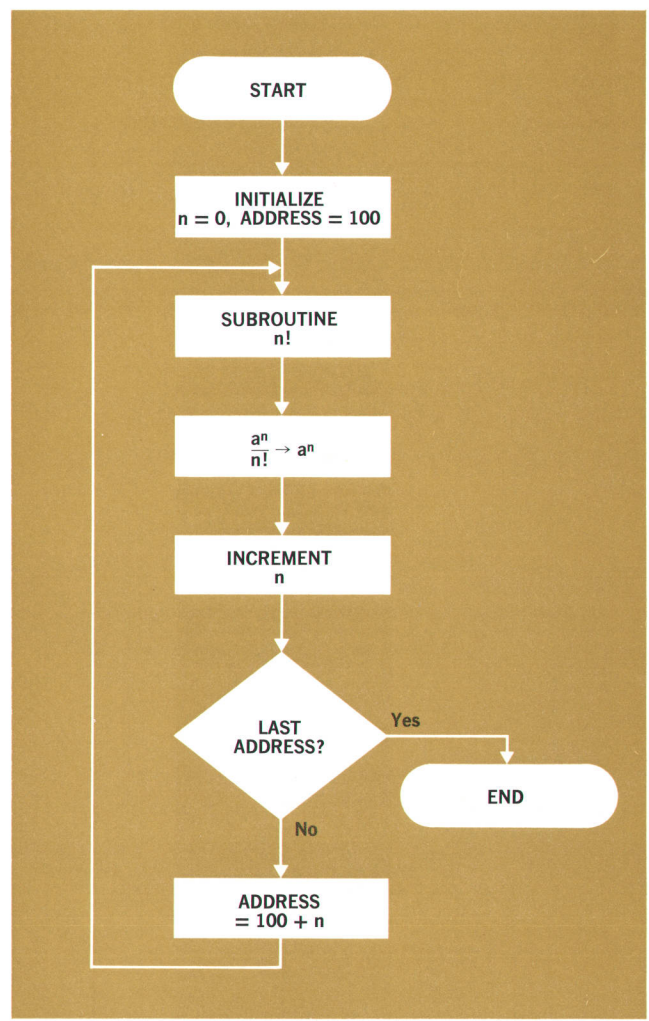 START
INITIALIZE
n = 0, ADDRESS = 100
SUBROUTINE
n!
aⁿ
n! → aⁿ
INCREMENT
n
LAST
ADDRESS?
Yes
END
No
ADDRESS
= 100 + n